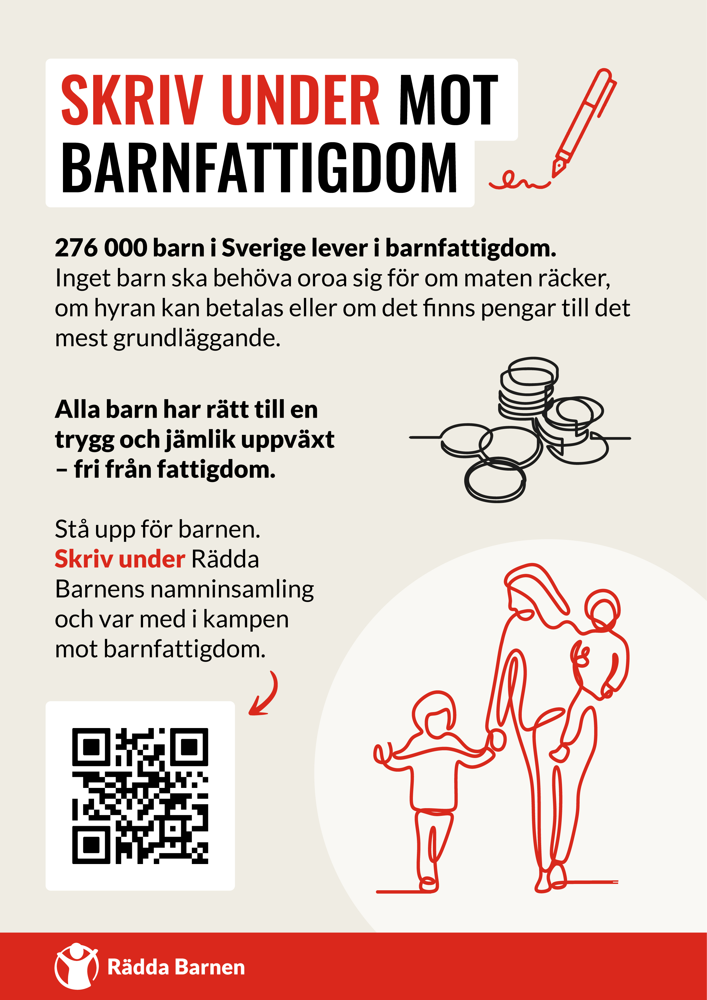 SKRIV UNDER MOT
BARNFATTIGDOM
276 000 barn i Sverige lever i barnfattigdom.
Inget barn ska behöva oroa sig för om maten räcker,
om hyran kan betalas eller om det finns pengar till det
mest grundläggande.
Alla barn har rätt till en
trygg och jämlik uppväxt
– fri från fattigdom.
Stå upp för barnen.
Skriv under Rädda
Barnens namninsamling
och var med i kampen
mot barnfattigdom.
Rädda Barnen